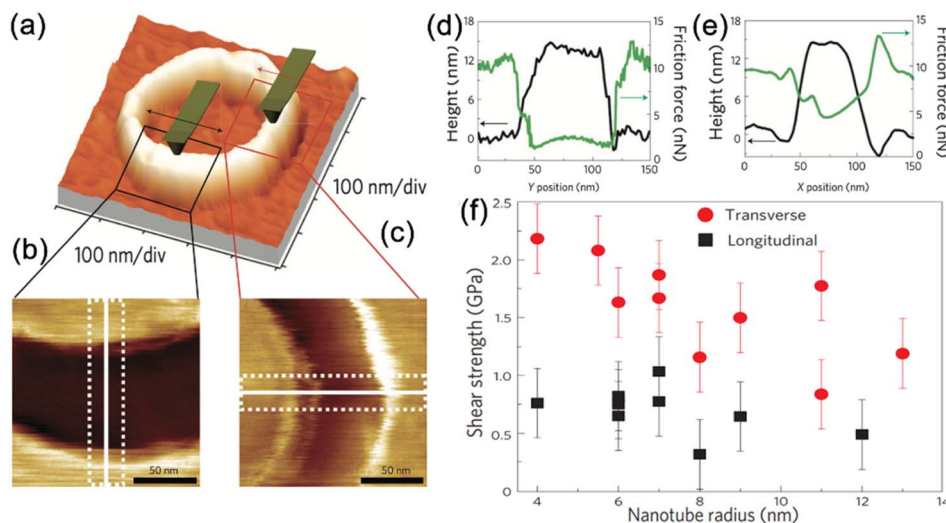 (a)
100 nm/div
100 nm/div
(b)
50 nm
(c)
50 nm
(d)
Height (nm)
18
12
6
0
0 50 100 150
Y position (nm)
15
10
5
0
Friction force (nN)
(e)
Height (nm)
18
12
6
0
0 50 100 150
X position (nm)
15
10
5
0
Friction force (nN)
(f)
Transverse
Longitudinal
Shear strength (GPa)
2.5
2.0
1.5
1.0
0.5
0
4 6 8 10 12 14
Nanotube radius (nm)